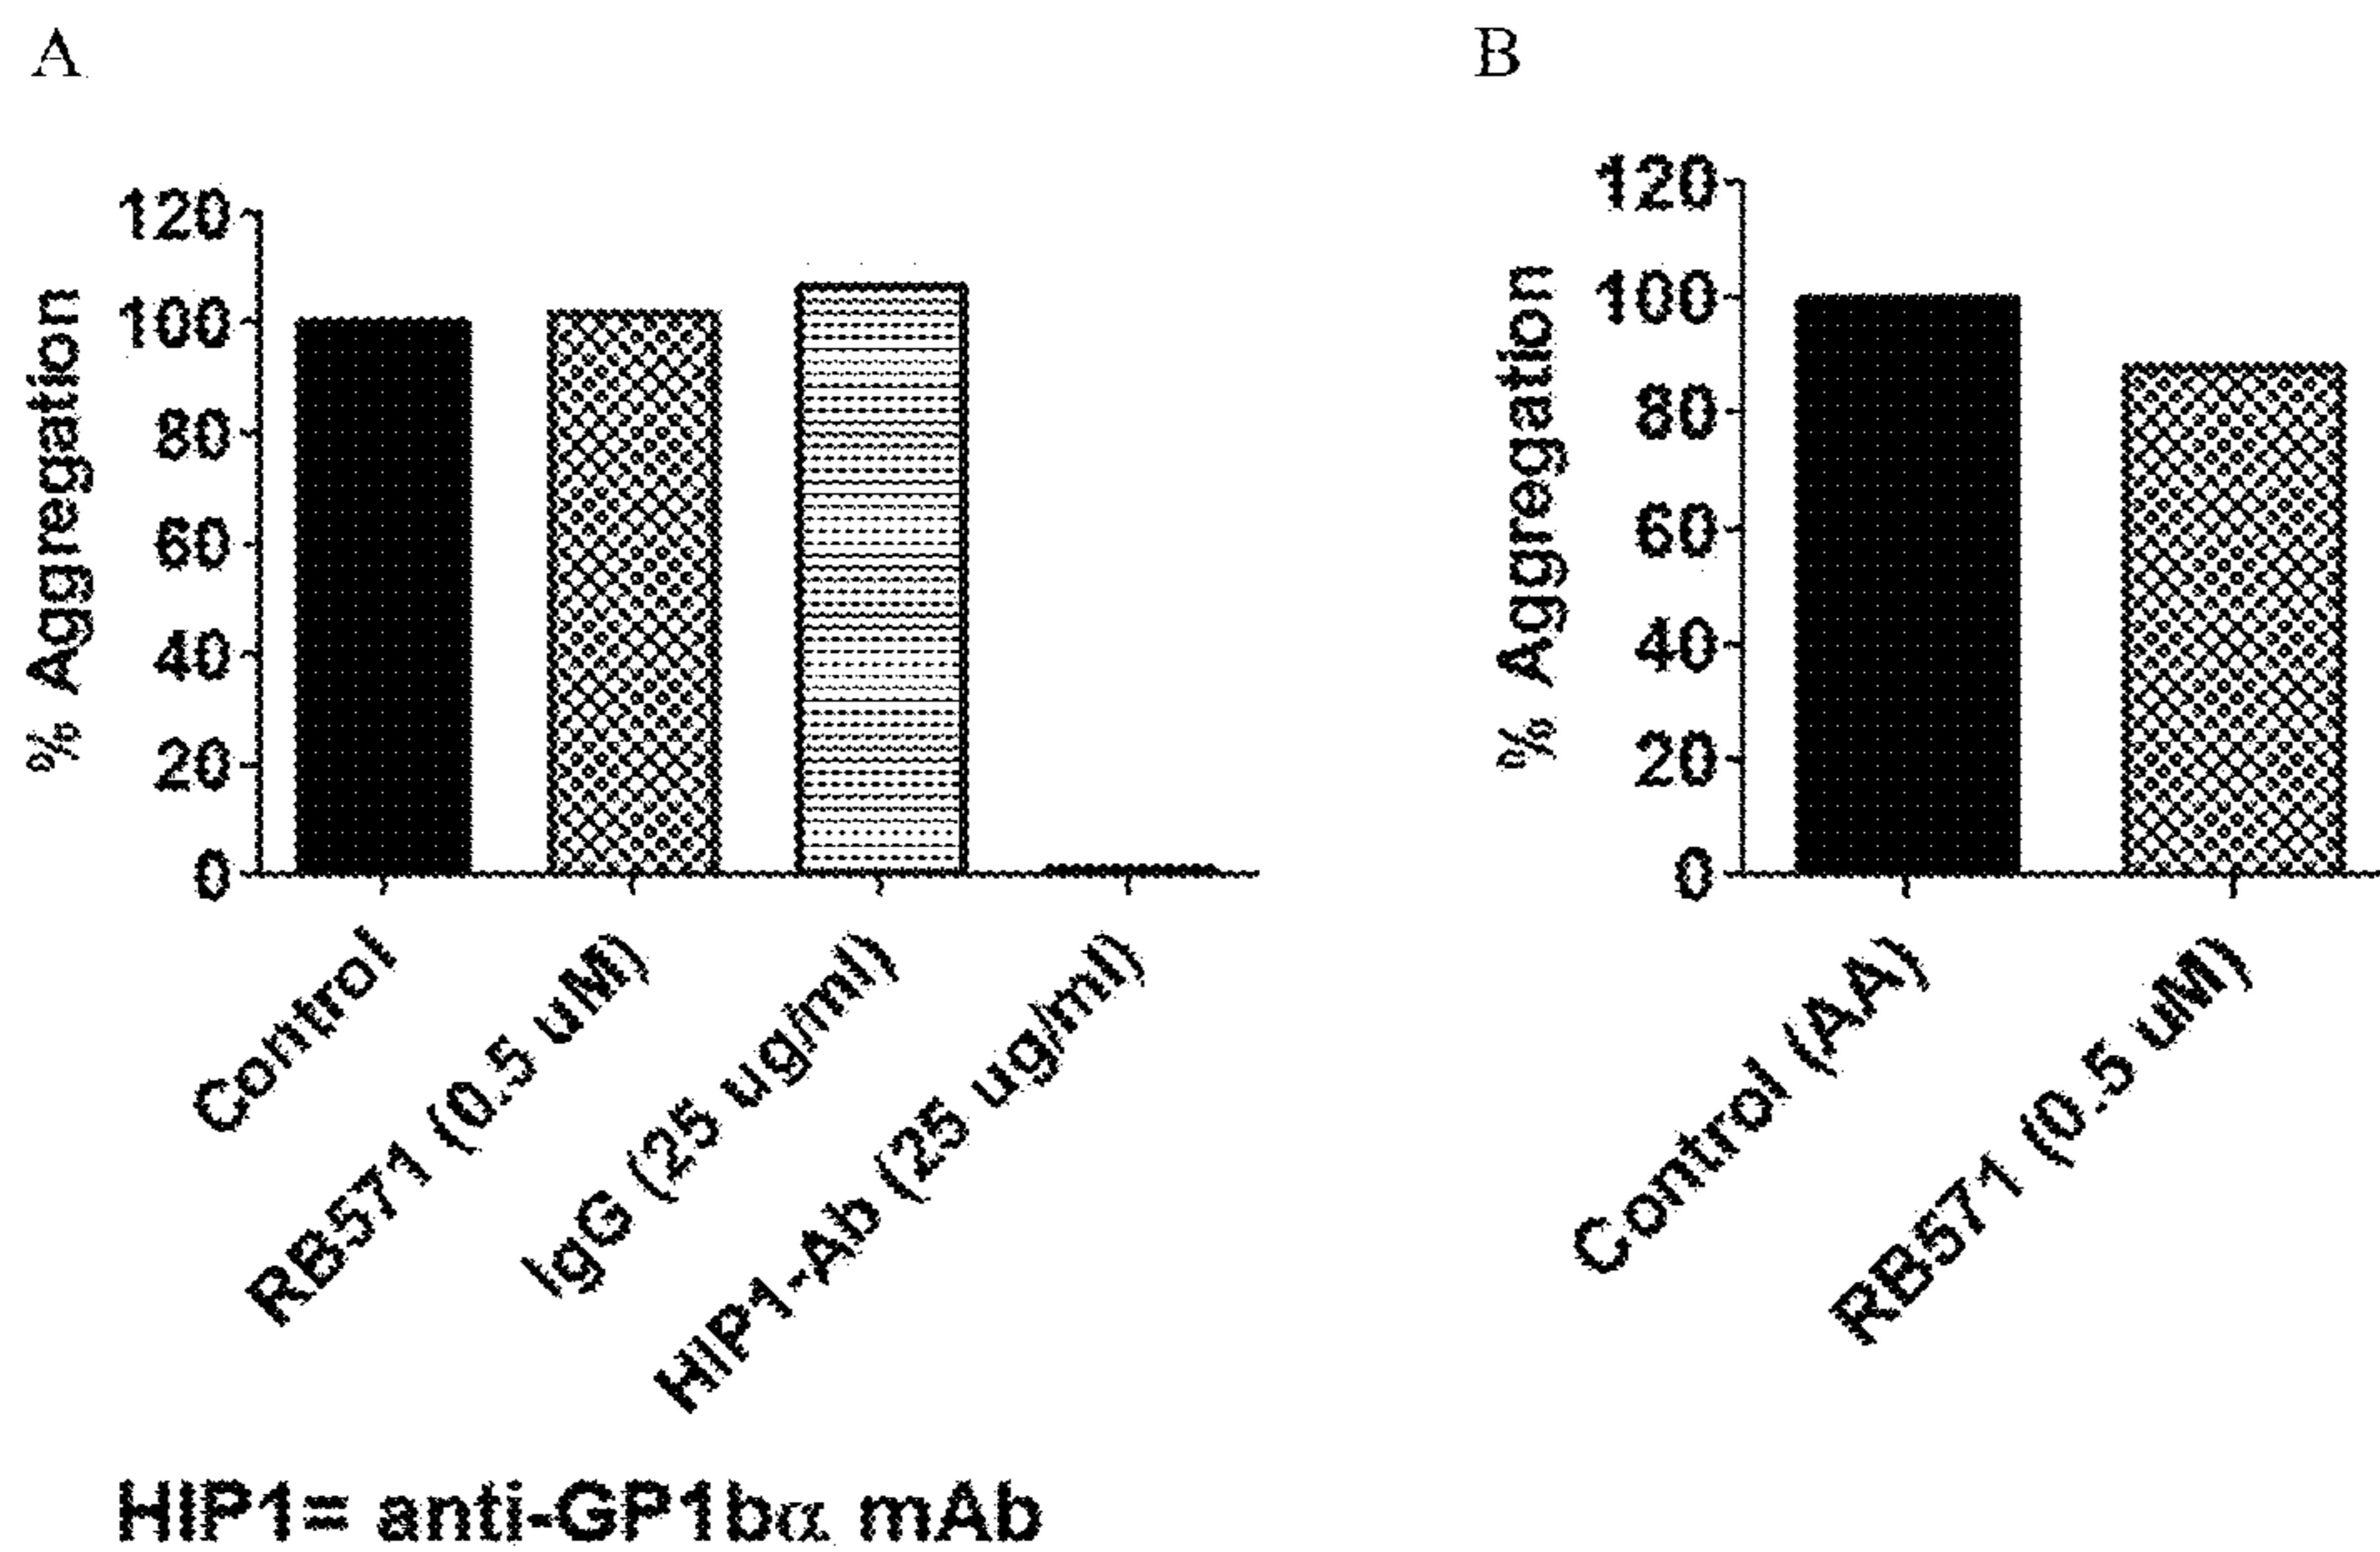 A
B
% Aggregation
120
100
80
60
40
20
0
Control
RB571 (0.5 uM)
IgG (25 ug/ml)
HIP1-Ab (25 ug/ml)
HIP1= anti-GP1bα mAb
% Aggregation
120
100
80
60
40
20
0
Control (AA)
RB571 (0.5 uM)